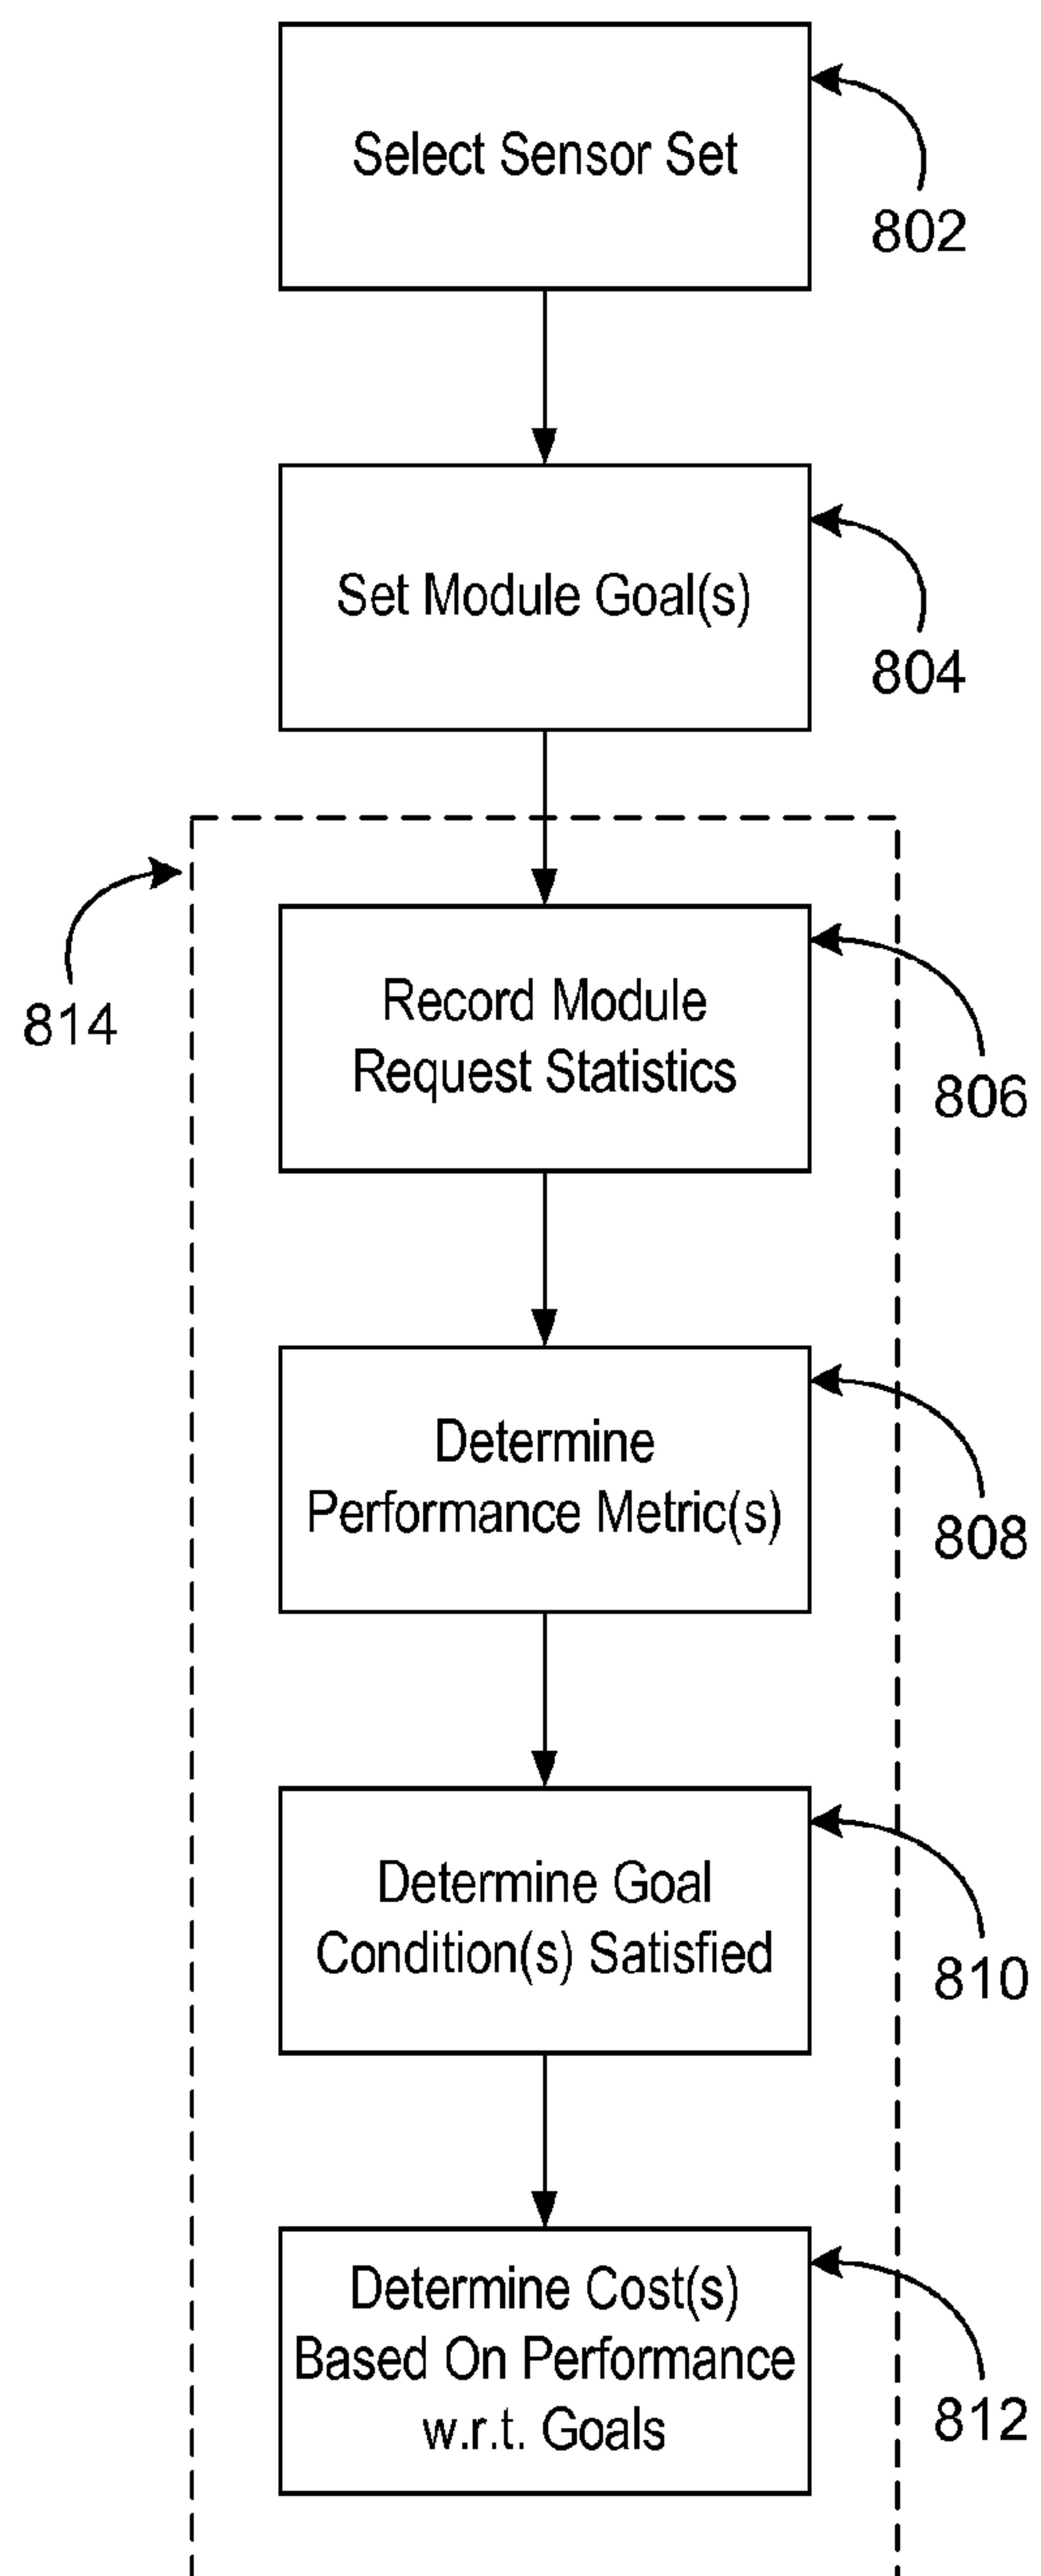 Select Sensor Set
802
Set Module Goal(s)
804
814
Record Module
Request Statistics
806
Determine
Performance Metric(s)
808
Determine Goal
Condition(s) Satisfied
810
Determine Cost(s)
Based On Performance
w.r.t. Goals
812